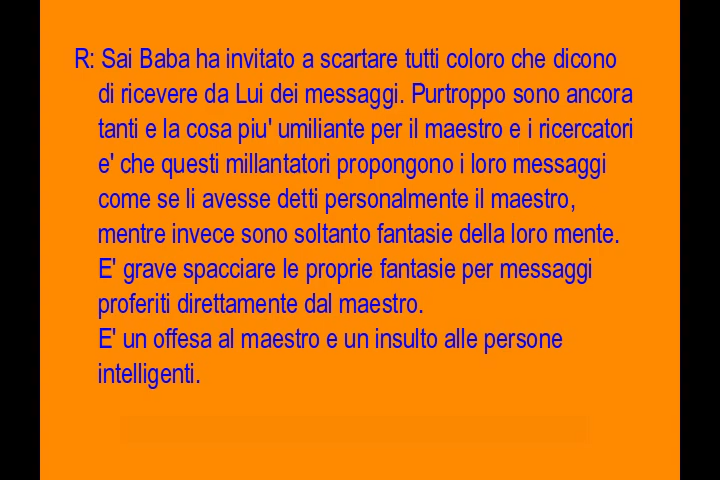 R: Sai Baba ha invitato a scartare tutti coloro che dicono
di ricevere da Lui dei messaggi. Purtroppo sono ancora
tanti e la cosa piu' umiliante per il maestro e i ricercatori
e' che questi millantatori propongono i loro messaggi
come se li avesse detti personalmente il maestro,
mentre invece sono soltanto fantasie della loro mente.
E' grave spacciare le proprie fantasie per messaggi
proferiti direttamente dal maestro.
E' un offesa al maestro e un insulto alle persone
intelligenti.